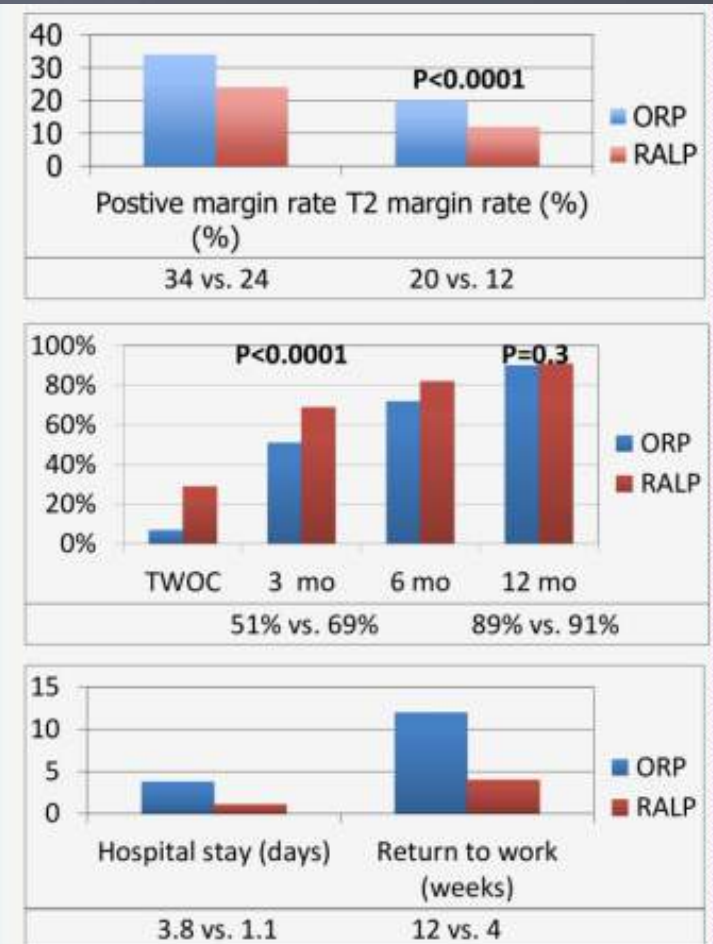 40
30
20
10
0
P<0.0001
ORP
RALP
Postive margin rate T2 margin rate (%)
(%)
34 vs. 24 20 vs. 12
100%
80%
60%
40%
20%
0%
P<0.0001 P=0.3
ORP
RALP
TWOC 3 mo 6 mo 12 mo
51% vs. 69% 89% vs. 91%
15
10
5
0
ORP
RALP
Hospital stay (days) Return to work
(weeks)
3.8 vs. 1.1 12 vs. 4